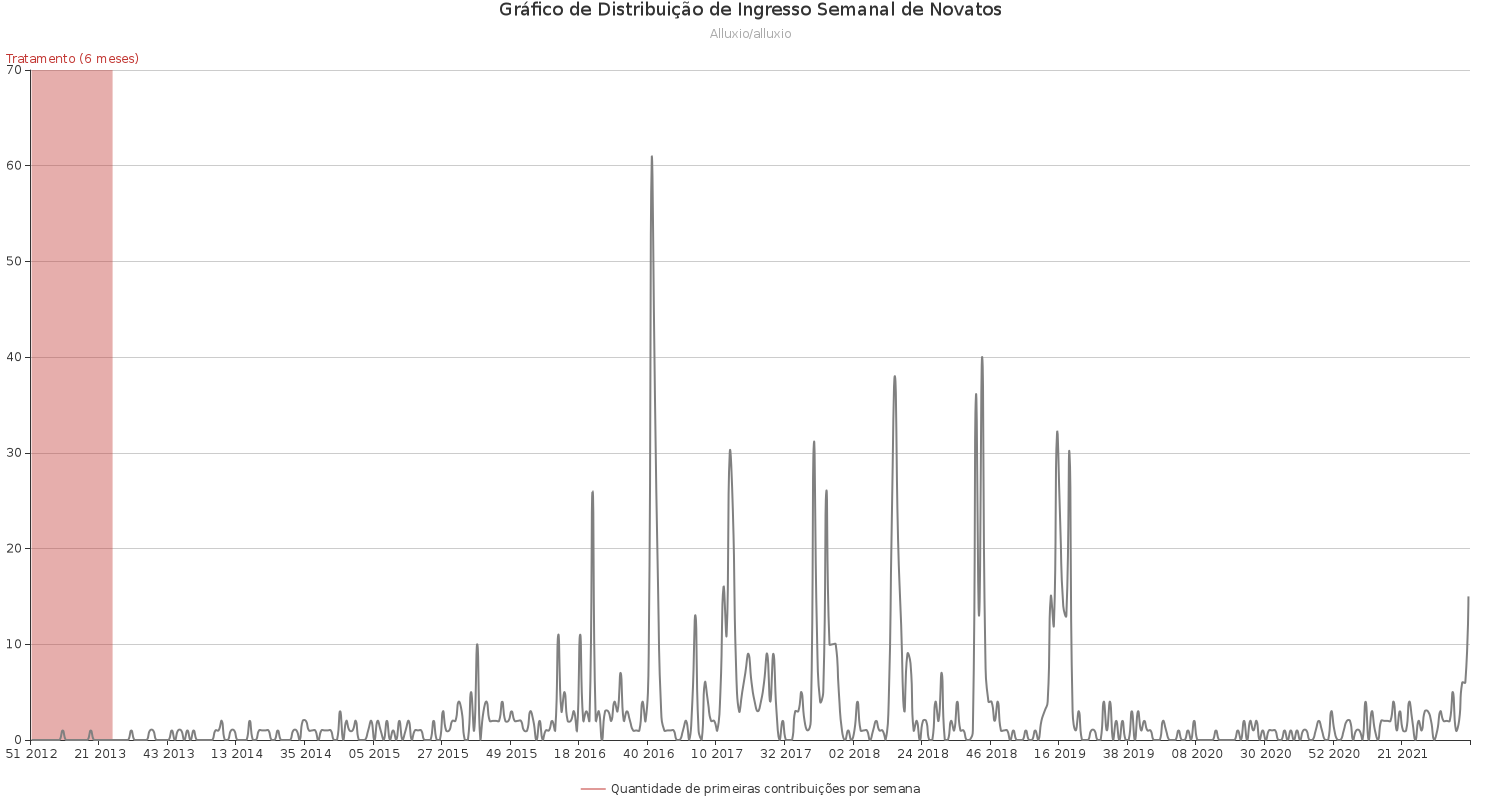 Gráfico de Distribuição de Ingresso Semanal de Novatos
Alluxio/alluxio
Tratamento (6 meses)
70
60
50
40
30
20
10
0
51 2012 21 2013 43 2013 13 2014 35 2014 05 2015 27 2015 49 2015 18 2016 40 2016 10 2017 32 2017 02 2018 24 2018 46 2018 16 2019 38 2019 08 2020 30 2020 52 2020 21 2021
Quantidade de primeiras contribuições por semana